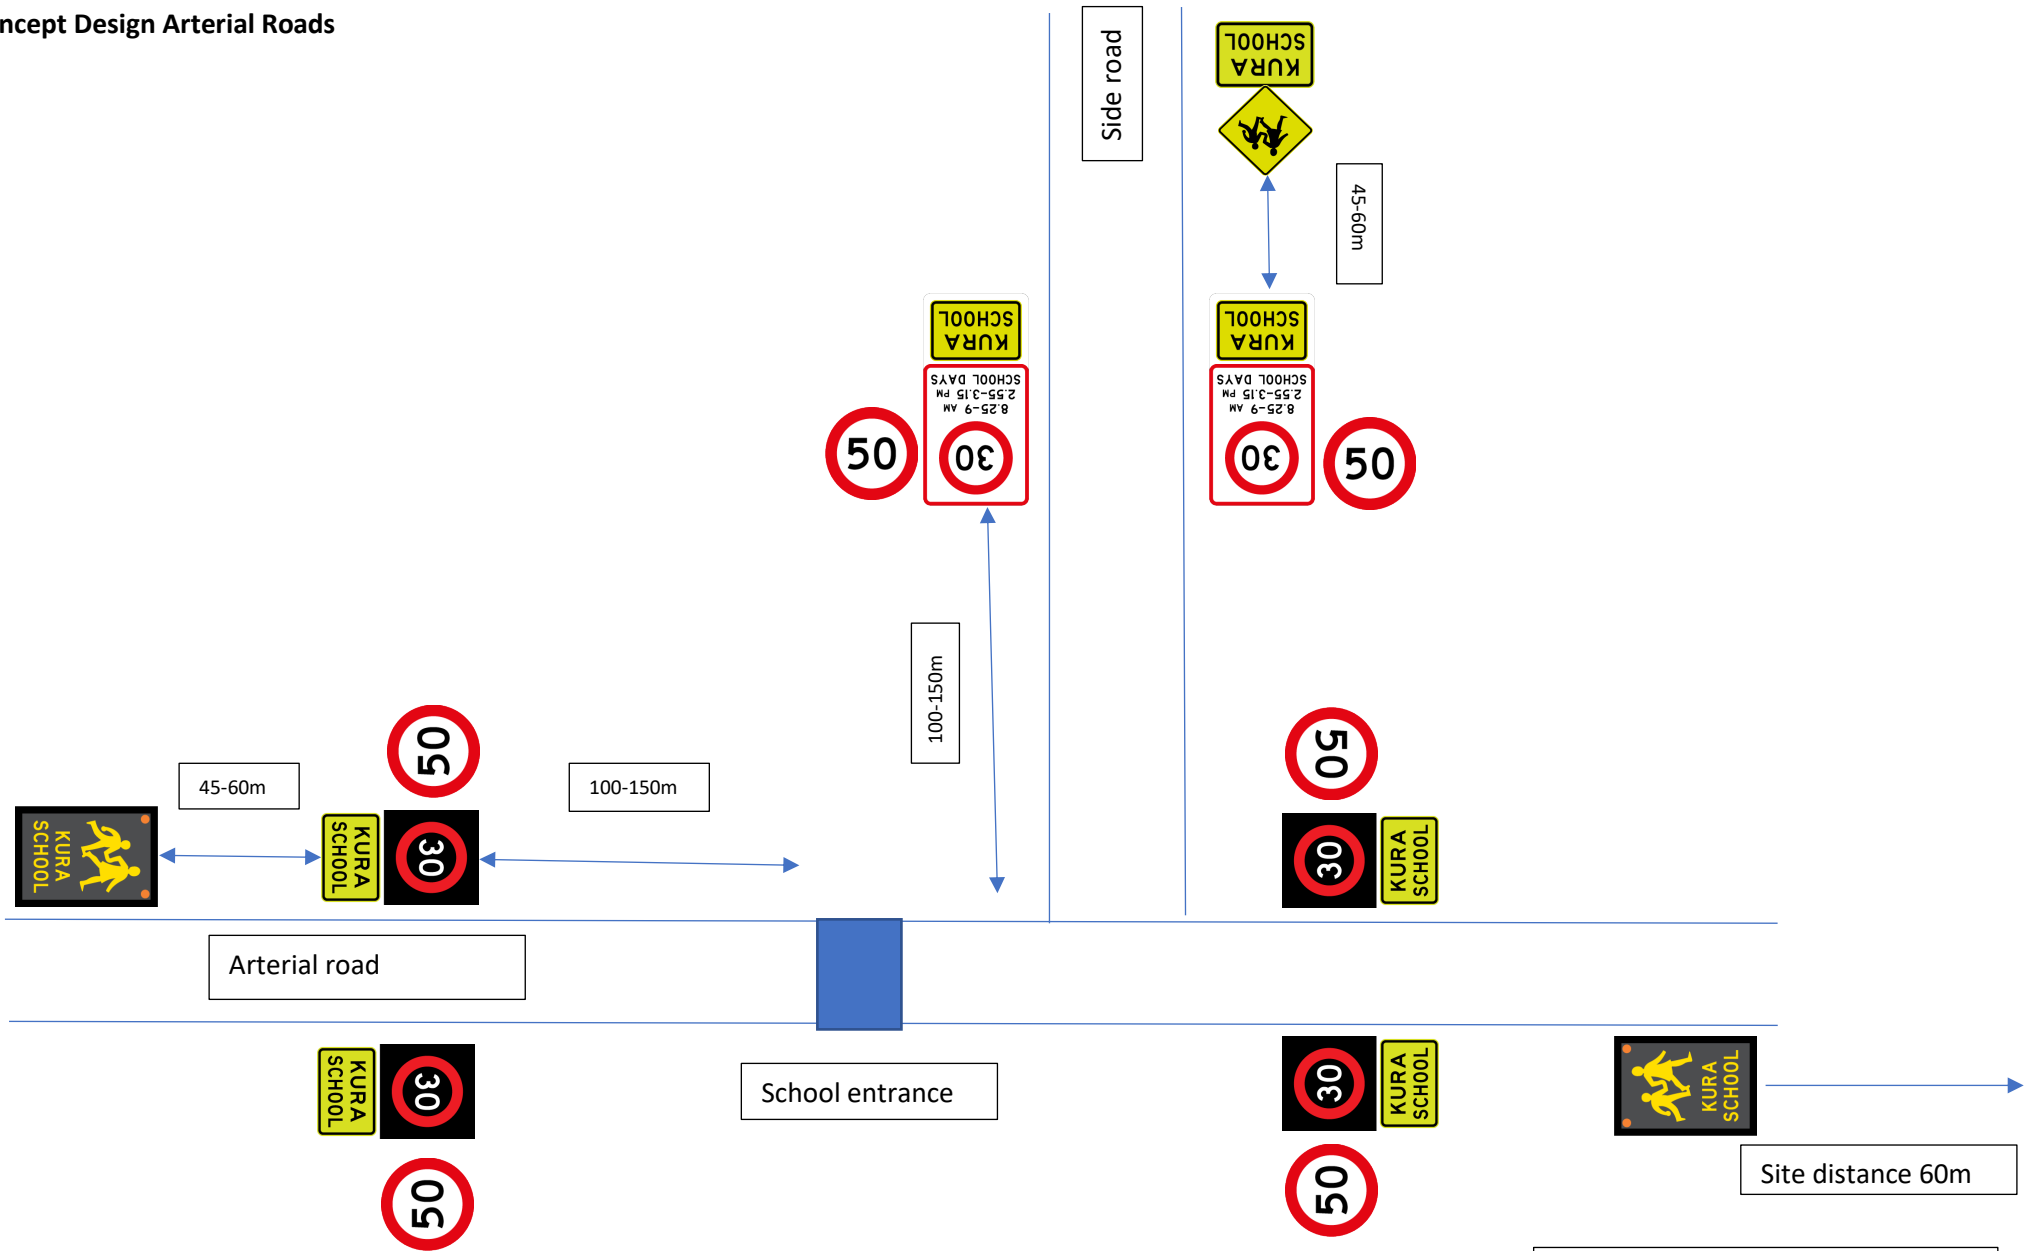 ncept Design Arterial Roads
Side road
SCHOOL
KURA
45-60m
KURA
SCHOOL
8.25-9 AM
2.55-3.15 PM
SCHOOL DAYS
30
50
KURA
SCHOOL
8.25-9 AM
2.55-3.15 PM
SCHOOL DAYS
30
50
100-150m
50
45-60m
100-150m
50
KURA
SCHOOL
KURA
SCHOOL
30
30
KURA
SCHOOL
Arterial road
KURA
SCHOOL
30
School entrance
30
KURA
SCHOOL
KURA
SCHOOL
50
50
Site distance 60m